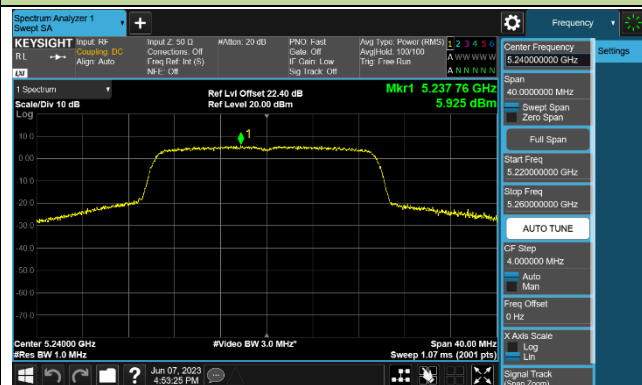 Spectrum Analyzer 1
Swept SA
Frequency
KEYSIGHT
Input: RF
Input Z: 50 Ω
#Atten: 20 dB
PNO: Fast
Avg Type: Power (RMS)
1 2 3 4 5 6
RL
Coupling: DC
Corrections: Off
Gate: Off
Avg|Hold: 100/100
A W W W W W
Align: Auto
Freq Ref: Int (S)
IF Gain: Low
Trig: Free Run
NFE: Off
Sig Track: Off
A N N N N N
LXI
1 Spectrum
Scale/Div 10 dB
Ref Lvl Offset 22.40 dB
Ref Level 20.00 dBm
Mkr1 5.237 76 GHz
5.925 dBm
Log
10.0
1
0.00
-10.0
-20.0
-30.0
-40.0
-50.0
-60.0
-70.0
Center 5.24000 GHz
#Video BW 3.0 MHz*
Span 40.00 MHz
#Res BW 1.0 MHz
Sweep 1.07 ms (2001 pts)
Jun 07, 2023
4:53:25 PM
Center Frequency
5.240000000 GHz
Settings
Span
40.0000000 MHz
Swept Span
Zero Span
Full Span
Start Freq
5.220000000 GHz
Stop Freq
5.260000000 GHz
AUTO TUNE
CF Step
4.000000 MHz
Auto
Man
Freq Offset
0 Hz
X Axis Scale
Log
Lin
Signal Track
(Span Zoom)